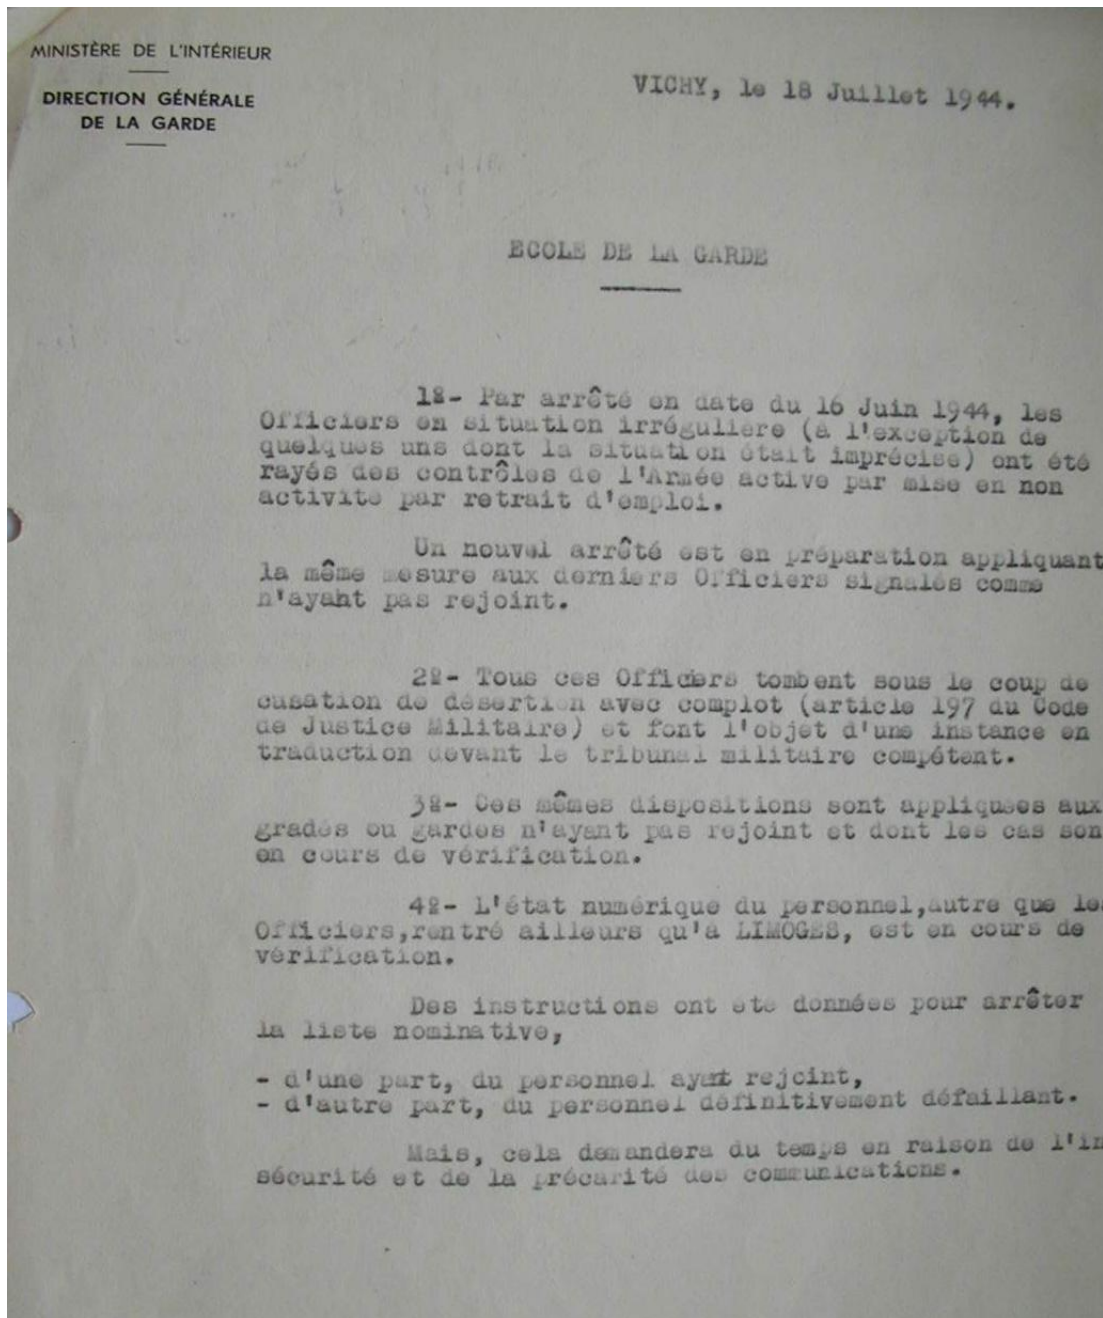 MINISTÈRE DE L'INTÉRIEUR
DIRECTION GÉNÉRALE
DE LA GARDE
VICHY, le 18 Juillet 1944.
ECOLE DE LA GARDE
1º- Par arrêté en date du 16 Juin 1944, les
Officiers en situation irrégulière (à l'exception de
quelques uns dont la situation était imprécise) ont été
rayés des contrôles de l'Armée active par mise en non
activité par retrait d'emploi.
Un nouvel arrêté est en préparation appliquant
la même mesure aux derniers Officiers signalés comme
n'ayant pas rejoint.
2º- Tous ces Officiers tombent sous le coup de
cusation de désertion avec complot (article 197 du Code
de Justice Militaire) et font l'objet d'une instance en
traduction devant le tribunal militaire compétent.
3º- Ces mêmes dispositions sont appliquées aux
gradés ou gardes n'ayant pas rejoint et dont les cas son
en cours de vérification.
4º- L'état numérique du personnel,autre que les
Officiers,rentré ailleurs qu'à LIMOGES, est en cours de
vérification.
Des instructions ont été données pour arrêter
la liste nominative,
- d'une part, du personnel ayant rejoint,
- d'autre part, du personnel définitivement défaillant.
Mais, cela demandera du temps en raison de l'in
sécurité et de la précarité des communications.